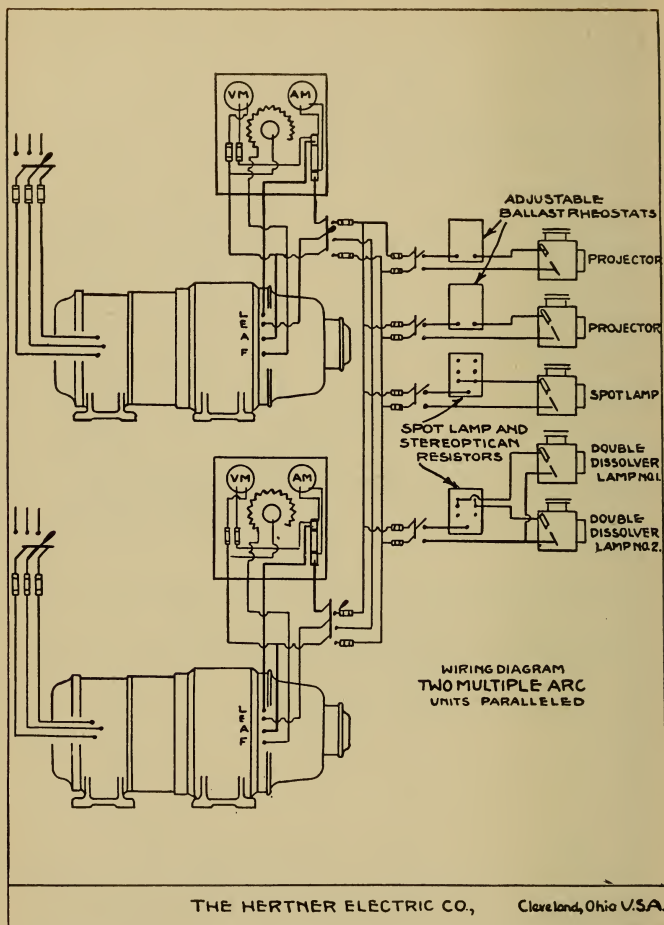 VM AM
ADJUSTABLE
BALLAST RHEOSTATS
PROJECTOR
L
E
A
F
PROJECTOR
SPOT LAMP
SPOT LAMP AND
STEREOPTICAN
RESISTORS
DOUBLE
DISSOLVER
LAMP NO.1.
VM AM
DOUBLE
DISSOLVER
LAMP NO.2.
L
E
A
F
WIRING DIAGRAM
TWO MULTIPLE ARC
UNITS PARALLELED
THE HERTNER ELECTRIC CO., Cleveland, Ohio U.S.A.